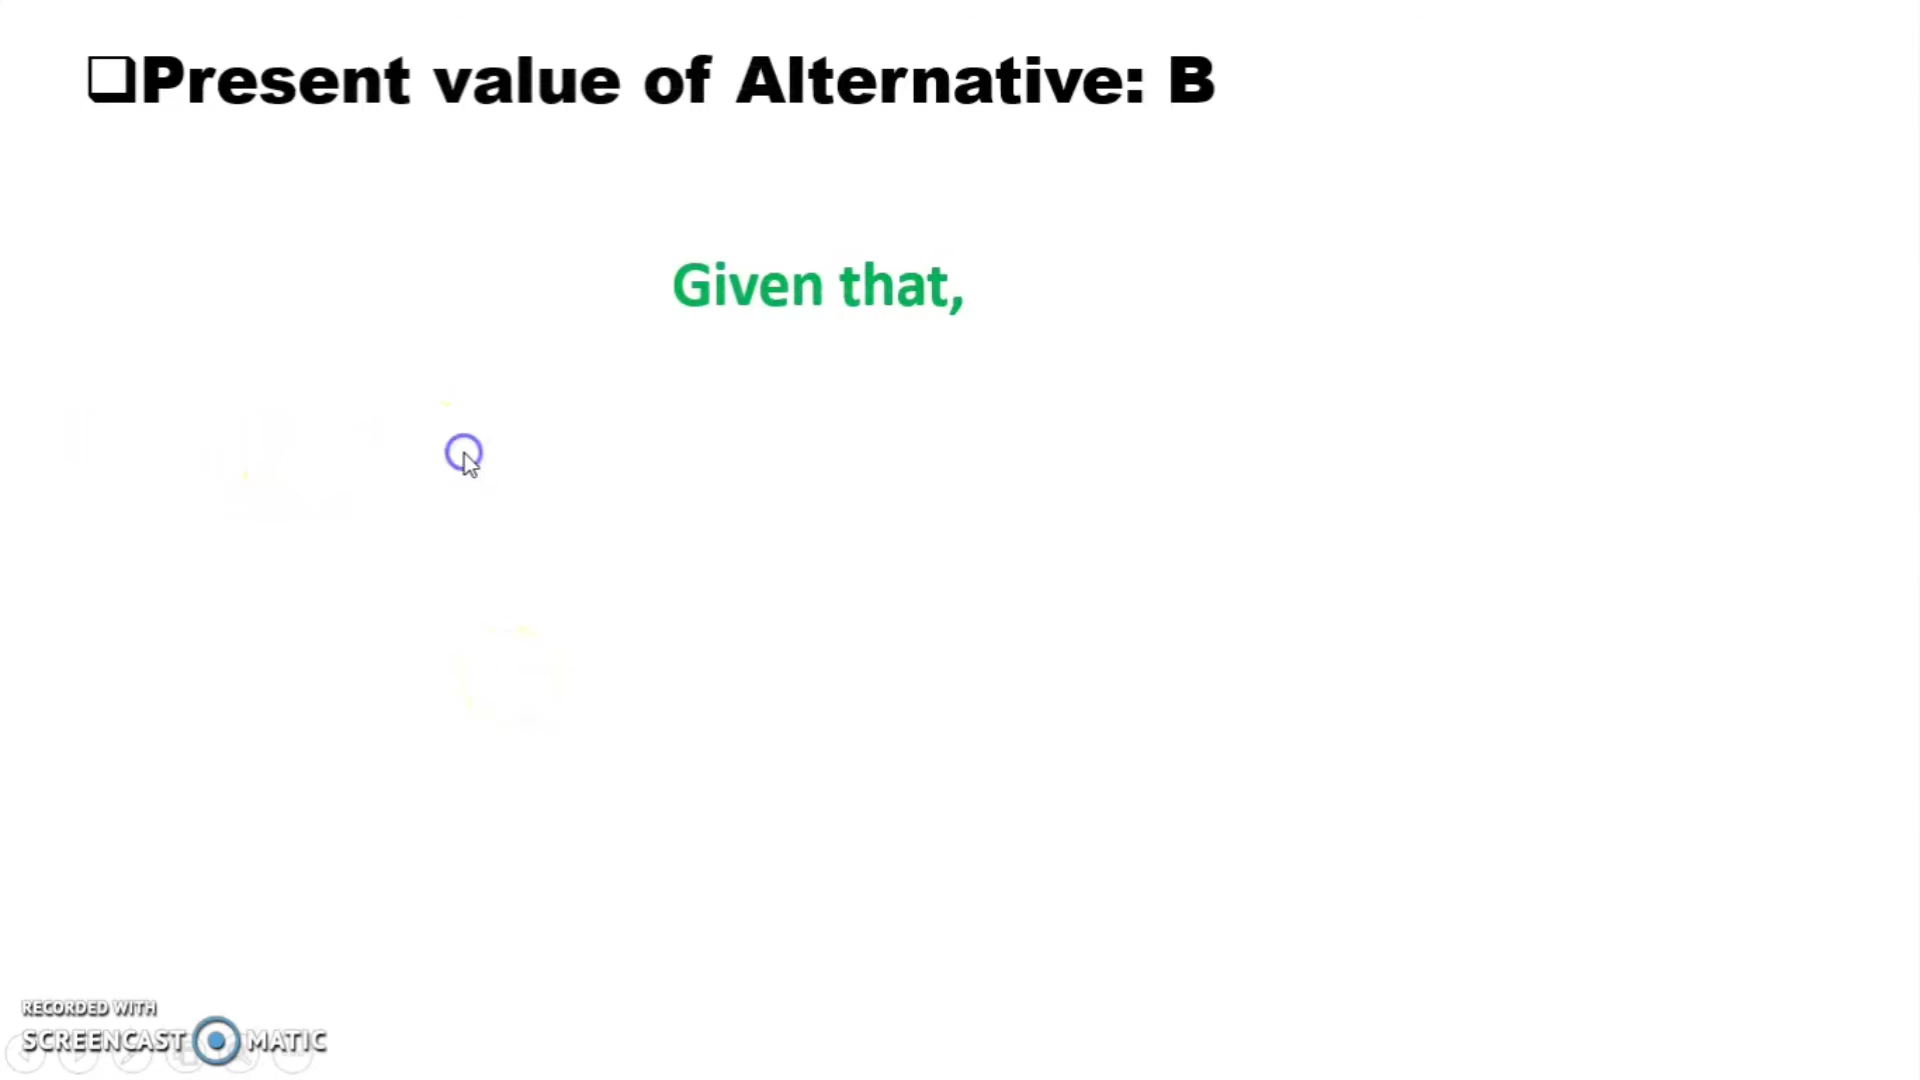 ❑Present value of Alternative: B
Given that,
RECORDED WITH
SCREENCAST MATIC